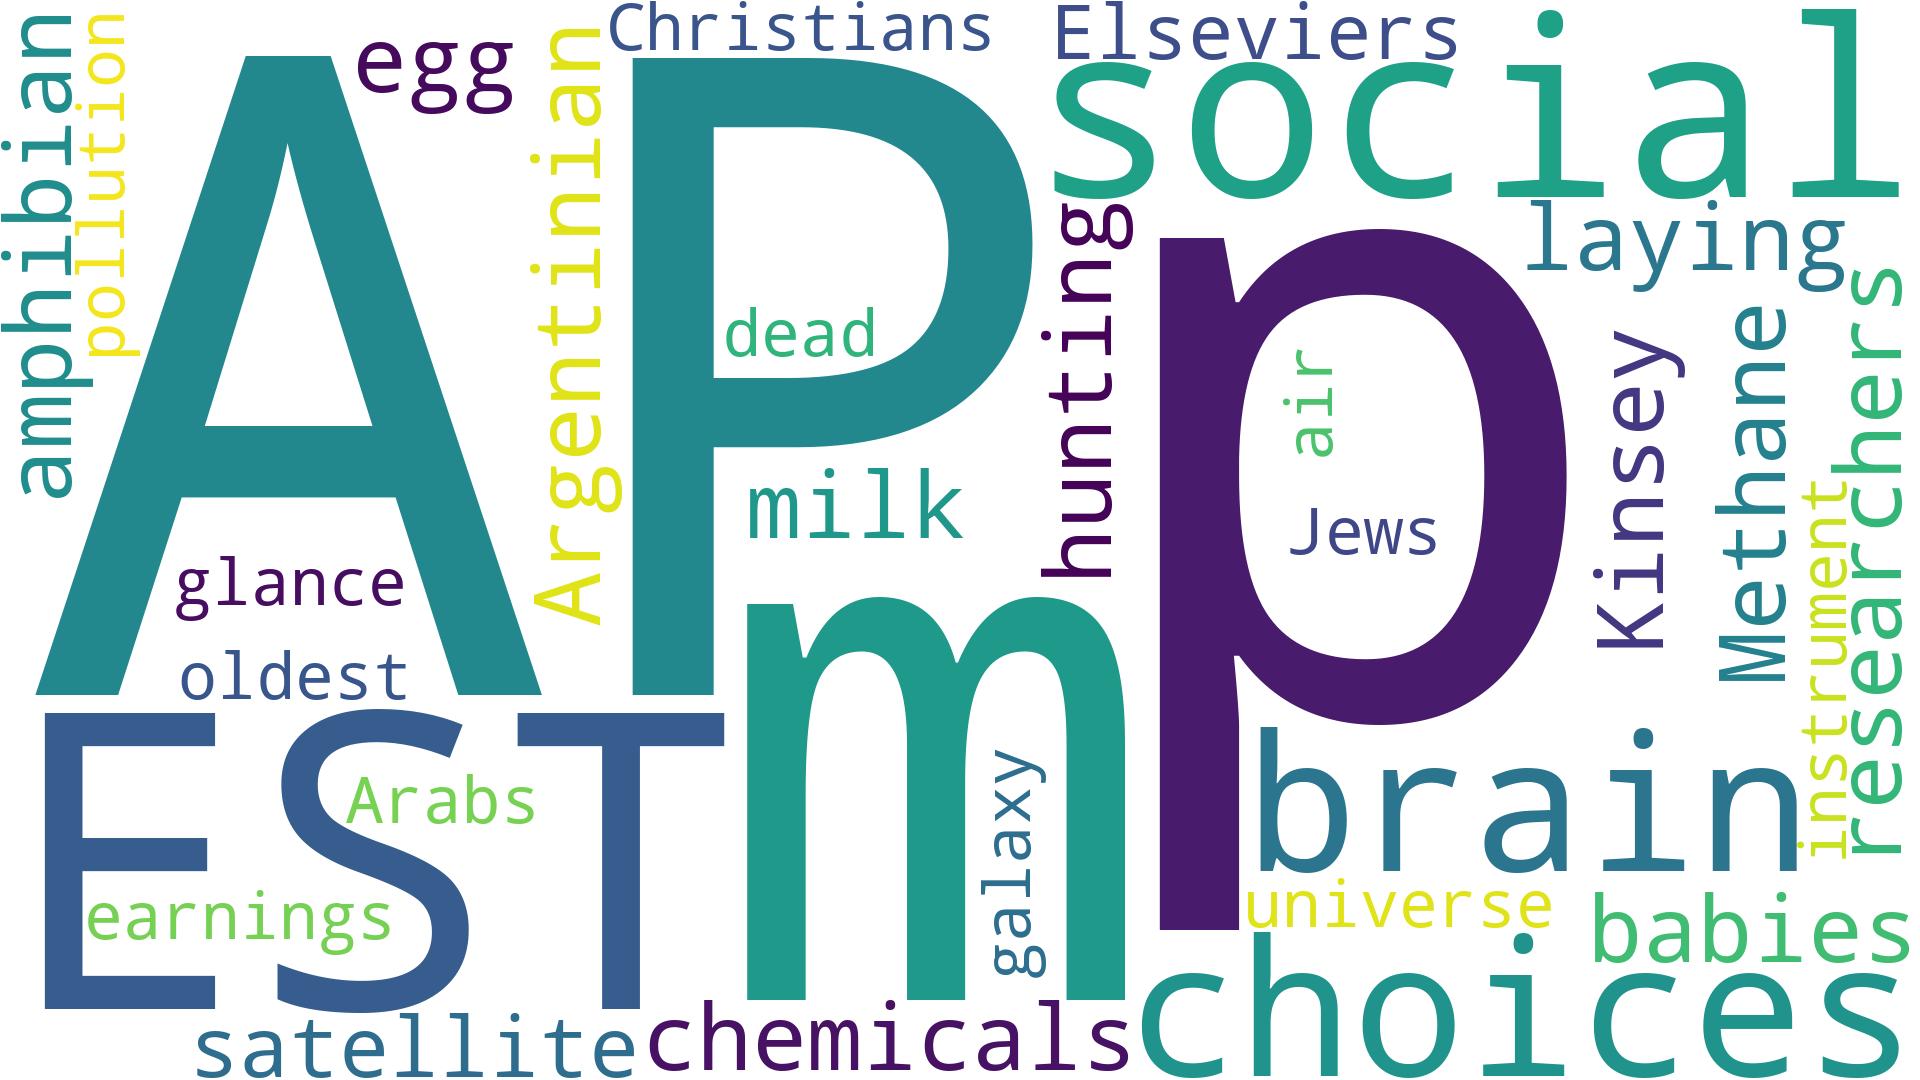 amphibian
pollution
egg
Argentinian
Christians
Elseviers
social
AP
dead
hunting
laying
p
air
Jews
Kinsey
Methane
researchers
instrument
milk
glance
oldest
EST
Arabs
earnings
m
galaxy
brain
universe
babies
satellite
chemicals
choices